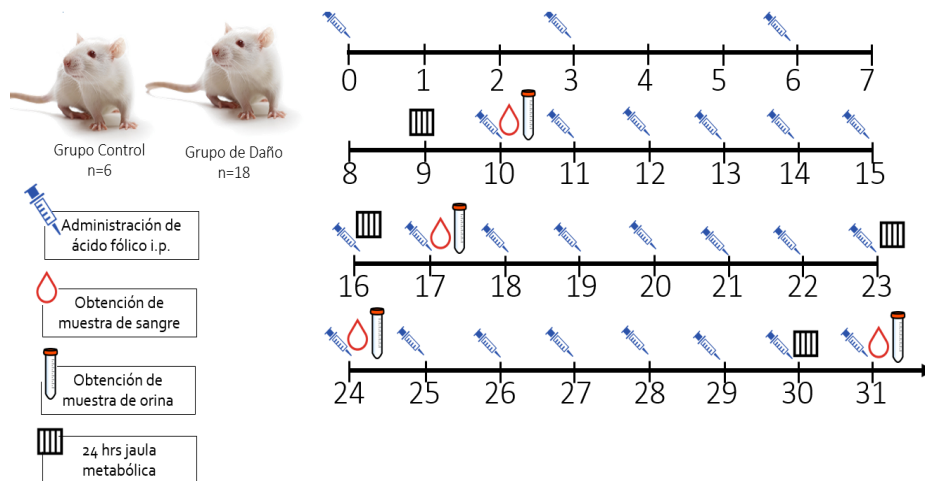 Grupo Control
n=6
Grupo de Daño
n=18
Administración de
ácido fólico i.p.
Obtención de
muestra de sangre
Obtención de
muestra de orina
24 hrs jaula
metabólica
0 1 2 3 4 5 6 7
8 9 10 11 12 13 14 15
16 17 18 19 20 21 22 23
24 25 26 27 28 29 30 31